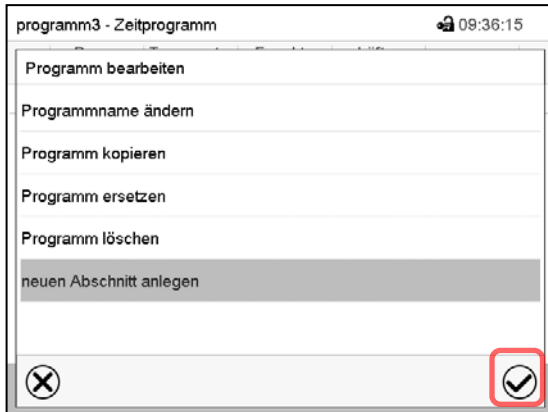 programm3 - Zeitprogramm 09:36:15
Programm bearbeiten
Programmname ändern
Programm kopieren
Programm ersetzen
Programm löschen
neuen Abschnitt anlegen